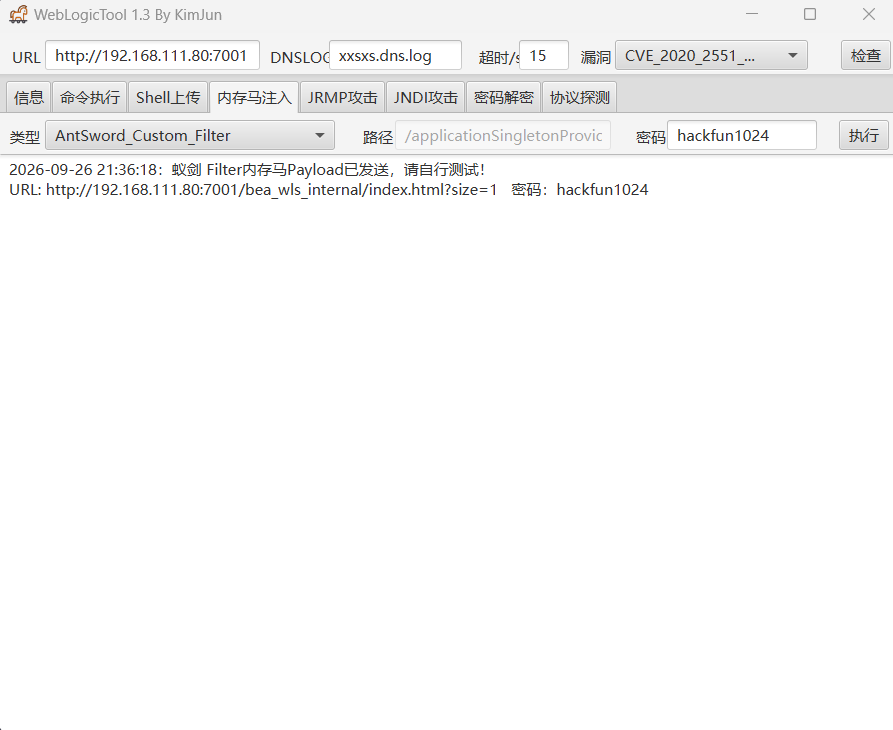 WebLogicTool 1.3 By KimJun
URL http://192.168.111.80:7001 DNSLOG xxsxs.dns.log 超时/s 15 漏洞 CVE_2020_2551_... 检查
信息 命令执行 Shell上传 内存马注入 JRMP攻击 JNDI攻击 密码解密 协议探测
类型 AntSword_Custom_Filter 路径 /applicationSingletonProvic 密码 hackfun1024 执行
2026-09-26 21:36:18：蚁剑 Filter内存马Payload已发送，请自行测试！
URL: http://192.168.111.80:7001/bea_wls_internal/index.html?size=1 密码：hackfun1024